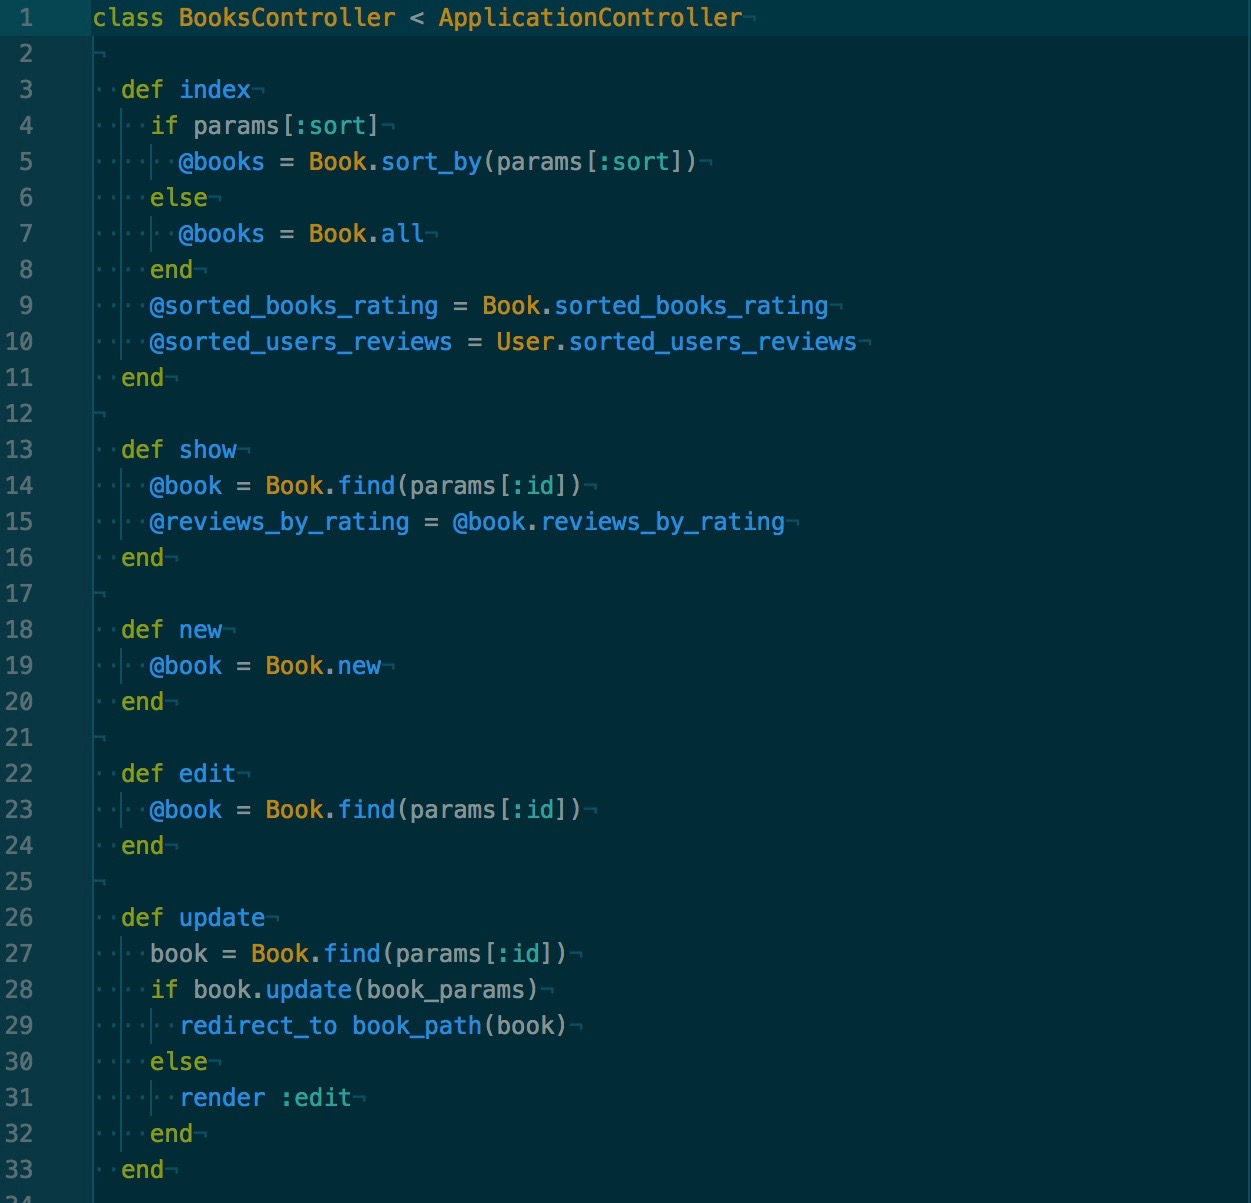 1 class BooksController < ApplicationController
2
3 def index
4 if params[:sort]
5 @books = Book.sort_by(params[:sort])
6 else
7 @books = Book.all
8 end
9 @sorted_books_rating = Book.sorted_books_rating
10 @sorted_users_reviews = User.sorted_users_reviews
11 end
12
13 def show
14 @book = Book.find(params[:id])
15 @reviews_by_rating = @book.reviews_by_rating
16 end
17
18 def new
19 @book = Book.new
20 end
21
22 def edit
23 @book = Book.find(params[:id])
24 end
25
26 def update
27 book = Book.find(params[:id])
28 if book.update(book_params)
29 redirect_to book_path(book)
30 else
31 render :edit
32 end
33 end
34